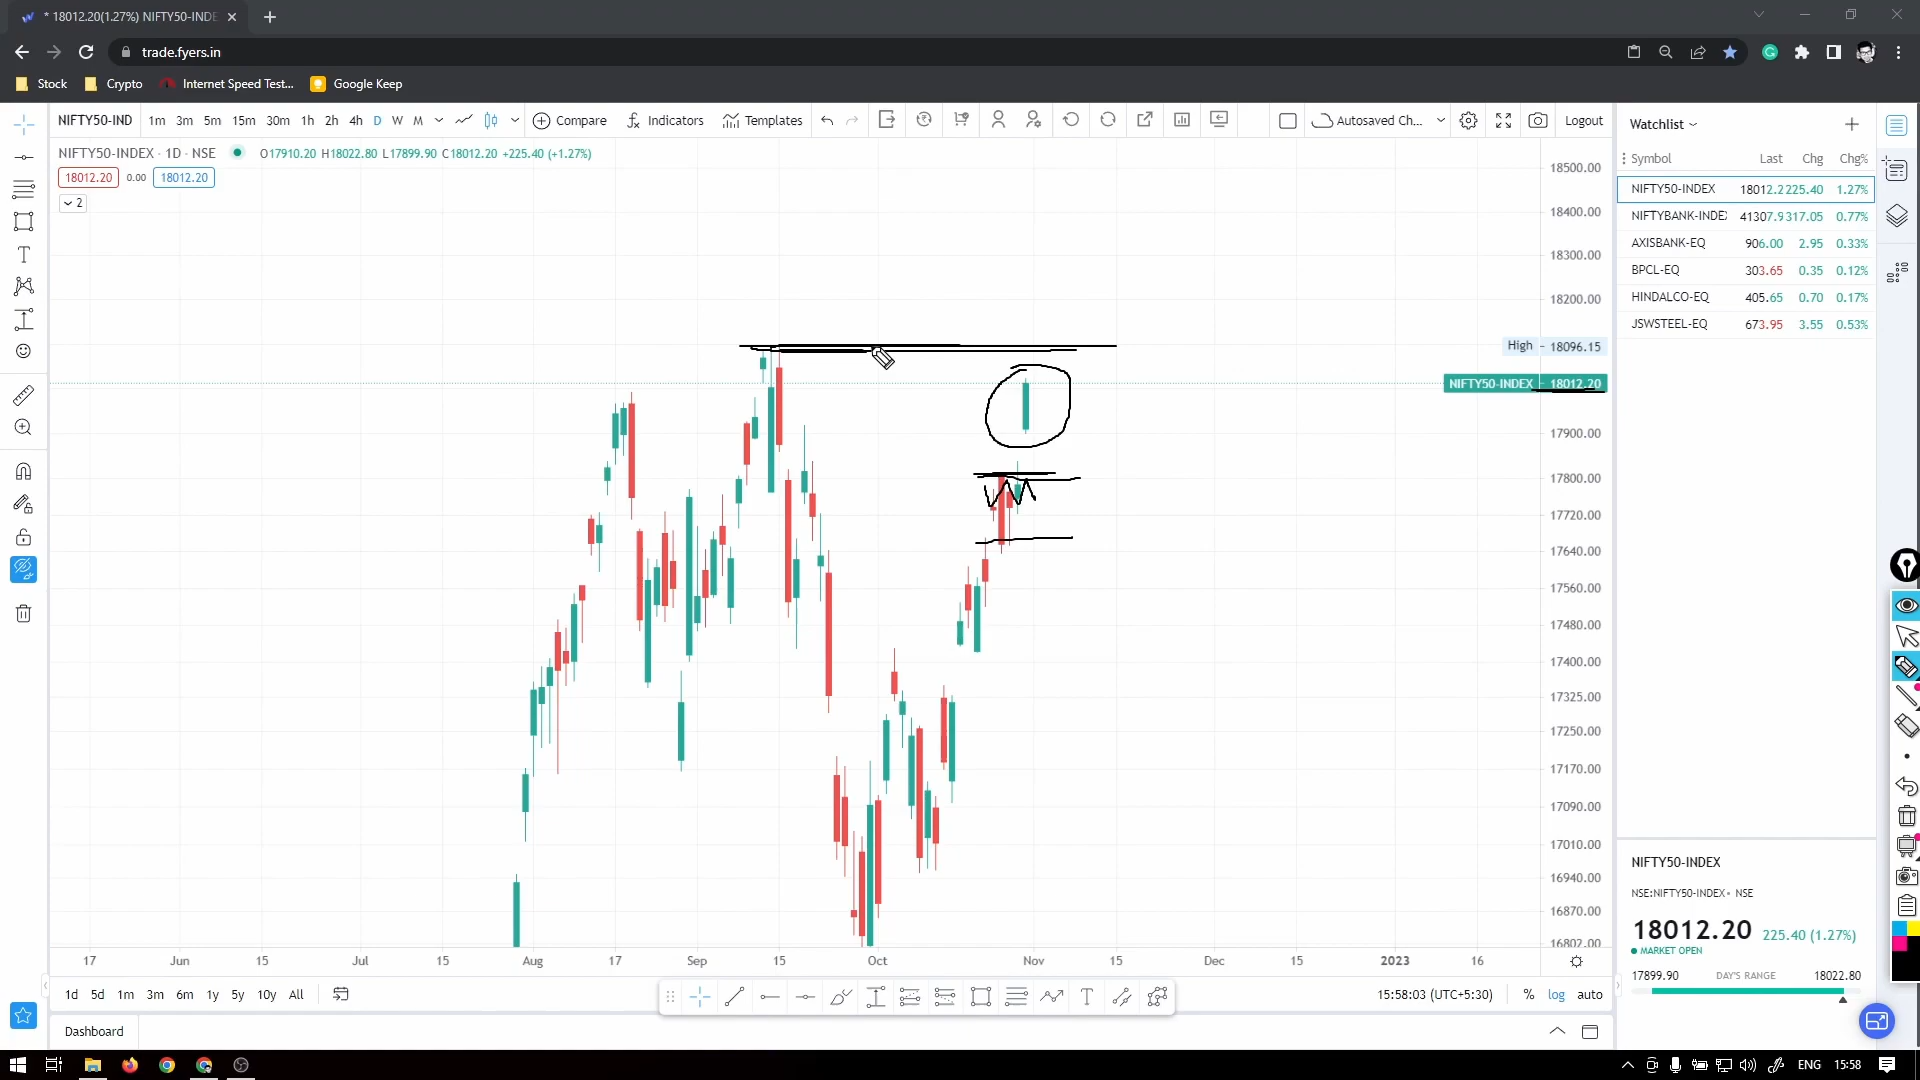 * 18012.20(1.27%) NIFTY50-INDE
trade.fyers.in
Stock Crypto Internet Speed Test... Google Keep
NIFTY50-IND 1m 3m 5m 15m 30m 1h 2h 4h D W M Compare Indicators Templates Autosaved Ch... Logout
NIFTY50-INDEX · 1D · NSE O17910.20 H18022.80 L17899.90 C18012.20 +225.40 (+1.27%)
18012.20 0.00 18012.20
2
18500.00
18400.00
18300.00
18200.00
High 18096.15
NIFTY50-INDEX 18012.20
17900.00
17800.00
17720.00
17640.00
17560.00
17480.00
17400.00
17325.00
17250.00
17170.00
17090.00
17010.00
16940.00
16870.00
16802.00
17 Jun 15 Jul 15 Aug 17 Sep 15 Oct Nov 15 Dec 15 2023 16
1d 5d 1m 3m 6m 1y 5y 10y All 15:58:03 (UTC+5:30) % log auto
Dashboard
Watchlist
Symbol Last Chg Chg%
NIFTY50-INDEX 18012.2 225.40 1.27%
NIFTYBANK-INDE 41307.9 317.05 0.77%
AXISBANK-EQ 906.00 2.95 0.33%
BPCL-EQ 303.65 0.35 0.12%
HINDALCO-EQ 405.65 0.70 0.17%
JSWSTEEL-EQ 673.95 3.55 0.53%
NIFTY50-INDEX
NSE:NIFTY50-INDEX • NSE
18012.20 225.40 (1.27%)
MARKET OPEN
17899.90 DAY'S RANGE 18022.80
ENG 15:58